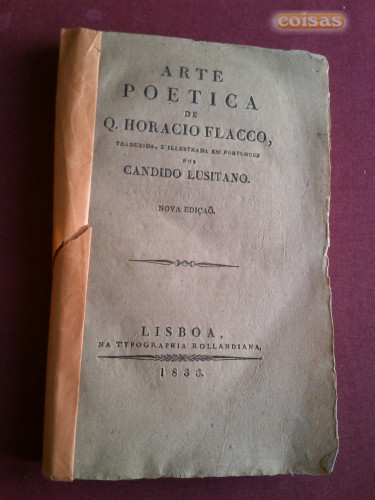 coisas
ARTE
POETICA
DE
Q. HORACIO FLACCO,
TRADUZIDA, E ILLUSTRADA EM PORTUGUEZ
POR
CANDIDO LUSITANO.
NOVA EDIÇAÕ.
LISBOA,
NA TYPOGRAPHIA ROLLANDIANA,
1833.